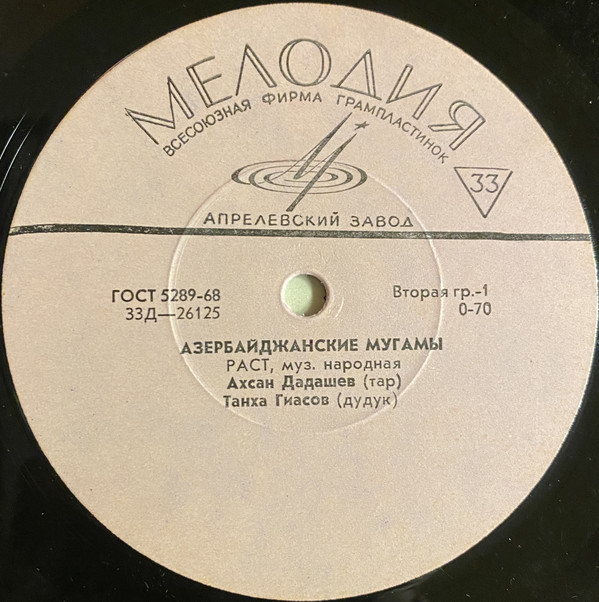 МЕЛОДИЯ
ВСЕСОЮЗНАЯ ФИРМА ГРАМПЛАСТИНОК
33
АПРЕЛЕВСКИЙ ЗАВОД
ГОСТ 5289-68
33Д—26125
Вторая гр.-1
0-70
АЗЕРБАЙДЖАНСКИЕ МУГАМЫ
РАСТ, муз. народная
Ахсан Дадашев (тар)
Танха Гиасов (дудук)